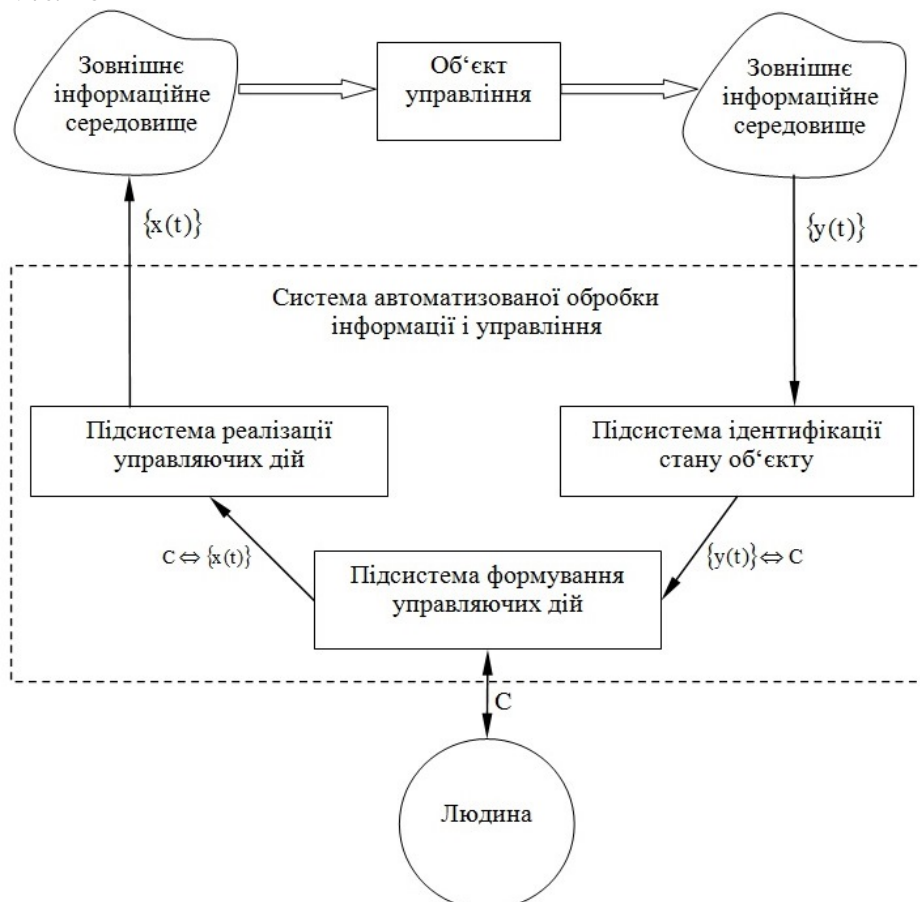 Зовнішнє
інформаційне
середовище
Об‘єкт
управління
Зовнішнє
інформаційне
середовище
{x(t)}
{y(t)}
Система автоматизованої обробки
інформації і управління
Підсистема реалізації
управляючих дій
Підсистема ідентифікації
стану об‘єкту
C ⇔ {x(t)}
{y(t)} ⇔ C
Підсистема формування
управляючих дій
C
Людина